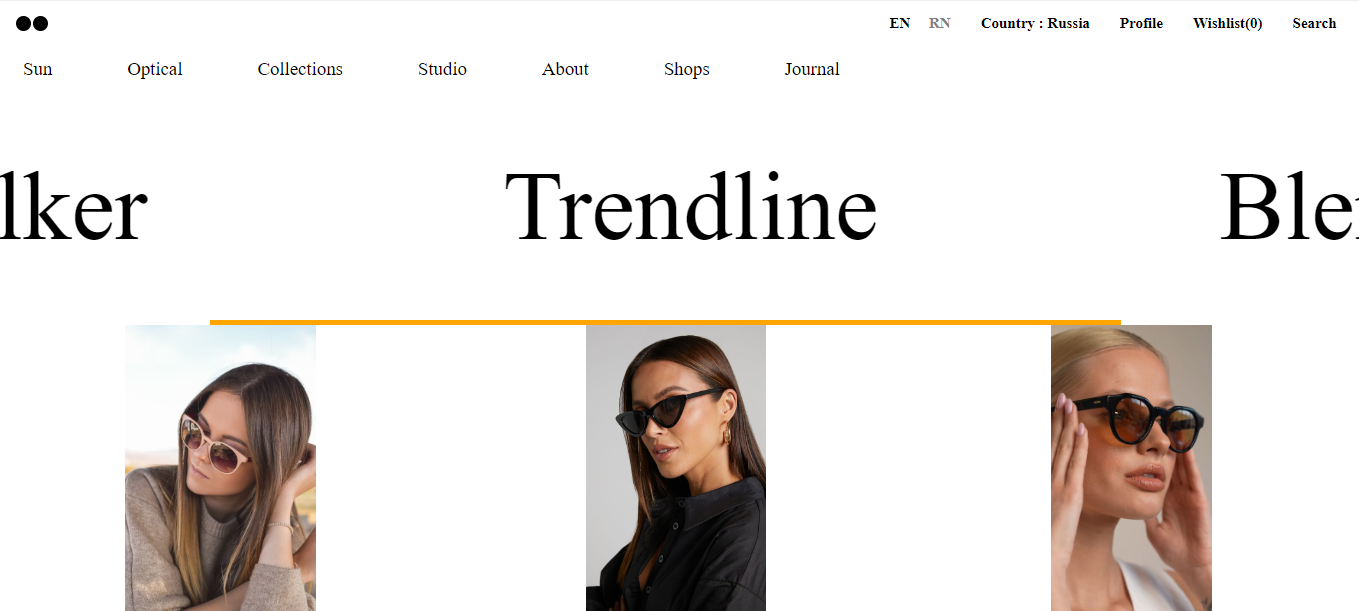 EN RN Country : Russia Profile Wishlist(0) Search
Sun Optical Collections Studio About Shops Journal
lker Trendline Ble